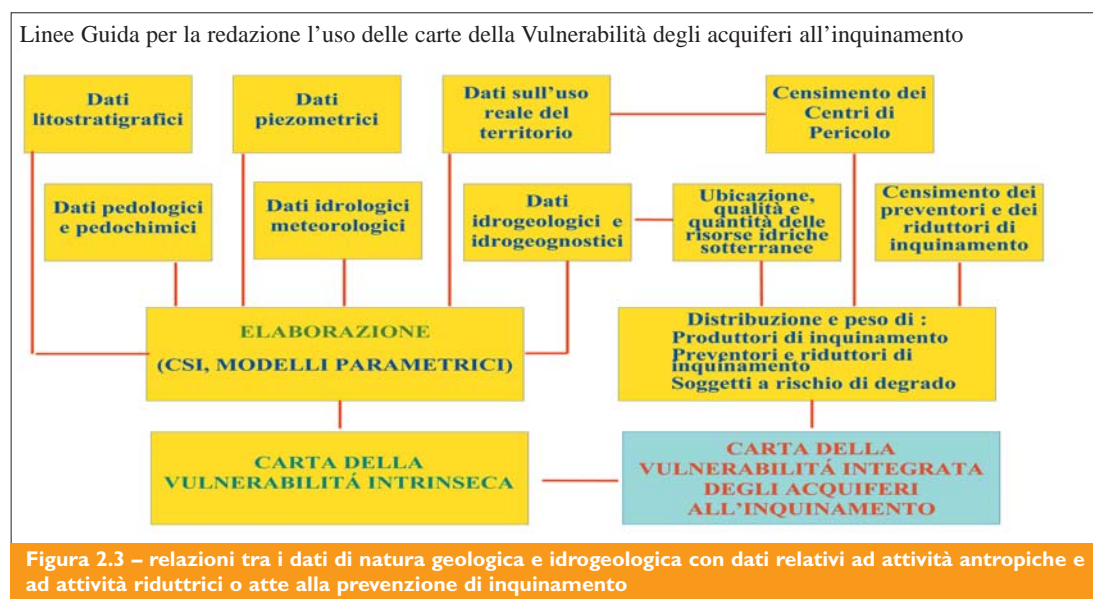 Linee Guida per la redazione l’uso delle carte della Vulnerabilità degli acquiferi all’inquinamento
Dati
litostratigrafici
Dati
piezometrici
Dati sull’uso
reale del
territorio
Censimento dei
Centri di
Pericolo
Dati pedologici
e pedochimici
Dati idrologici
meteorologici
Dati
idrogeologici e
idrogeognostici
Ubicazione,
qualità e
quantità delle
risorse idriche
sotterranee
Censimento dei
preventori e dei
riduttori di
inquinamento
ELABORAZIONE
(CSI, MODELLI PARAMETRICI)
Distribuzione e peso di :
Produttori di inquinamento
Preventori e riduttori di
inquinamento
Soggetti a rischio di degrado
CARTA DELLA
VULNERABILITÁ INTRINSECA
CARTA DELLA
VULNERABILITÁ INTEGRATA
DEGLI ACQUIFERI
ALL’INQUINAMENTO
Figura 2.3 – relazioni tra i dati di natura geologica e idrogeologica con dati relativi ad attività antropiche e
ad attività riduttrici o atte alla prevenzione di inquinamento